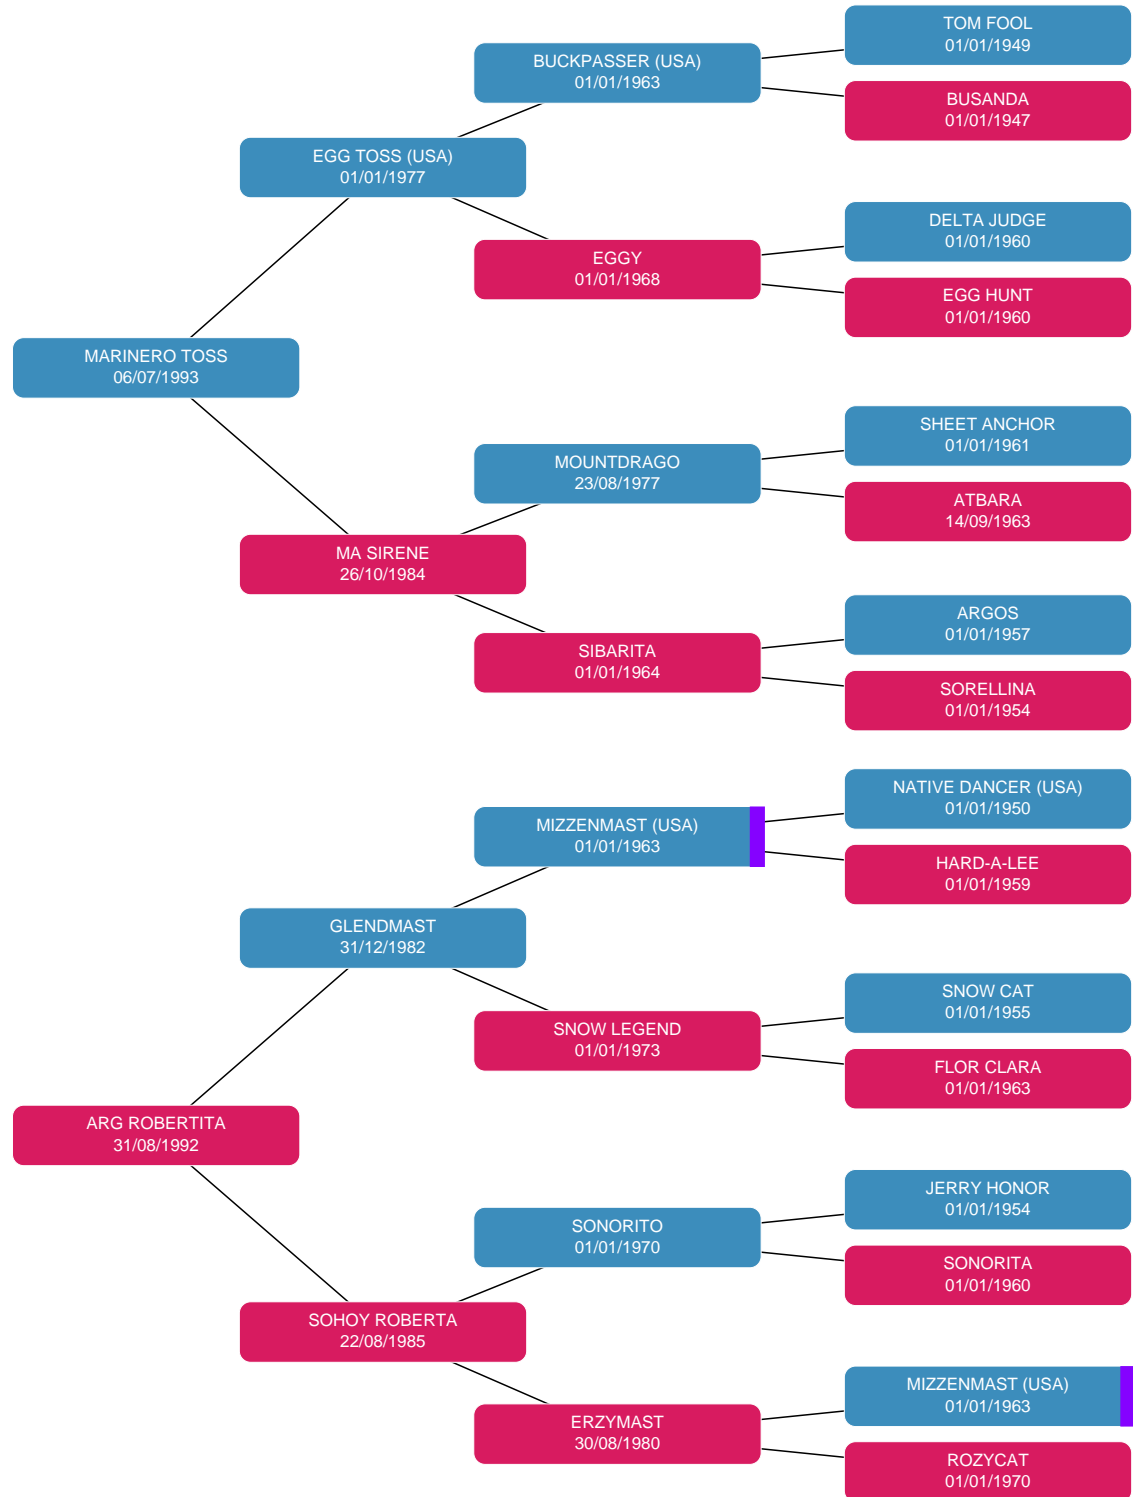 TOM FOOL
01/01/1949
BUCKPASSER (USA)
01/01/1963
BUSANDA
01/01/1947
EGG TOSS (USA)
01/01/1977
DELTA JUDGE
01/01/1960
EGGY
01/01/1968
EGG HUNT
01/01/1960
MARINERO TOSS
06/07/1993
SHEET ANCHOR
01/01/1961
MOUNTDRAGO
23/08/1977
ATBARA
14/09/1963
MA SIRENE
26/10/1984
ARGOS
01/01/1957
SIBARITA
01/01/1964
SORELLINA
01/01/1954
NATIVE DANCER (USA)
01/01/1950
MIZZENMAST (USA)
01/01/1963
HARD-A-LEE
01/01/1959
GLENDMAST
31/12/1982
SNOW CAT
01/01/1955
SNOW LEGEND
01/01/1973
FLOR CLARA
01/01/1963
ARG ROBERTITA
31/08/1992
JERRY HONOR
01/01/1954
SONORITO
01/01/1970
SONORITA
01/01/1960
SOHOY ROBERTA
22/08/1985
MIZZENMAST (USA)
01/01/1963
ERZYMAST
30/08/1980
ROZYCAT
01/01/1970